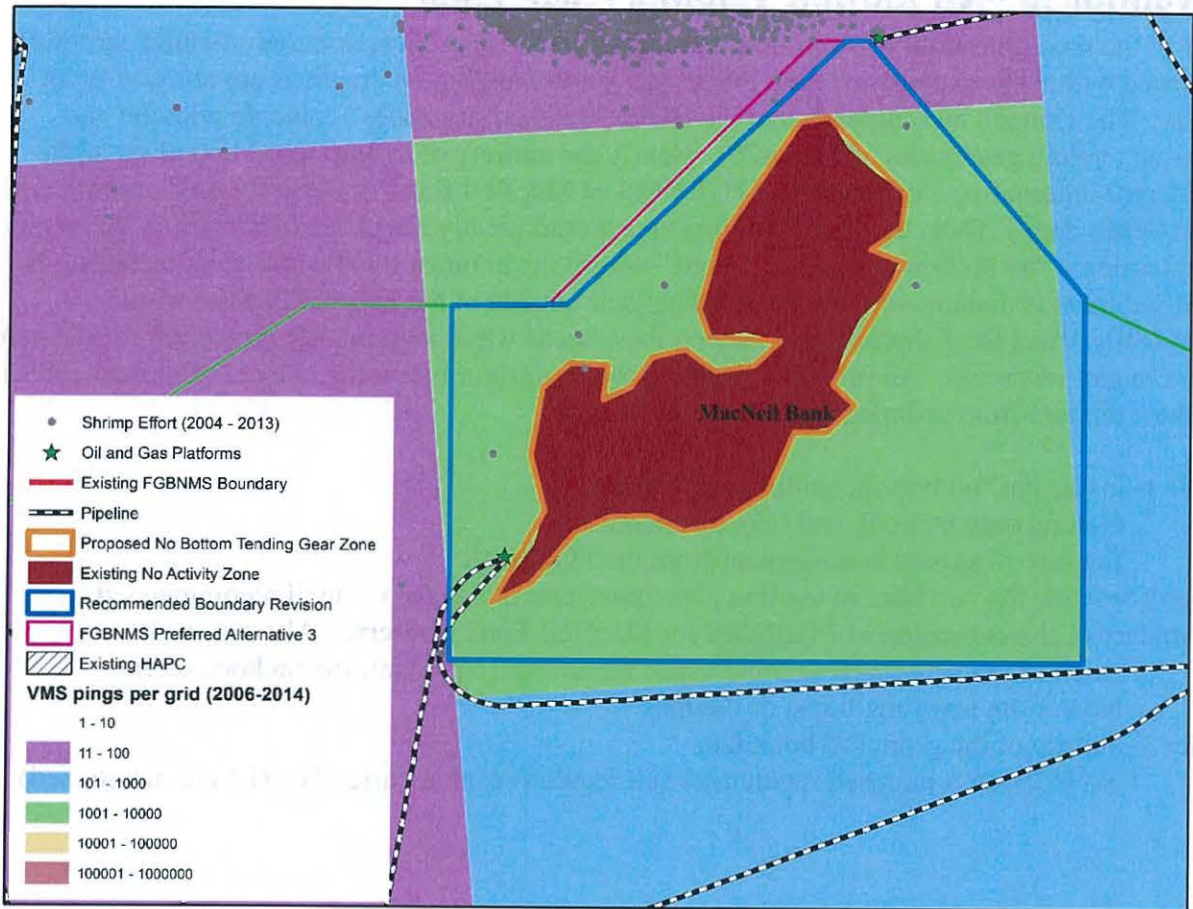 MacNeil Bank
Shrimp Effort (2004 - 2013)
Oil and Gas Platforms
Existing FGBNMS Boundary
Pipeline
Proposed No Bottom Tending Gear Zone
Existing No Activity Zone
Recommended Boundary Revision
FGBNMS Preferred Alternative 3
Existing HAPC
VMS pings per grid (2006-2014)
1 - 10
11 - 100
101 - 1000
1001 - 10000
10001 - 100000
100001 - 1000000